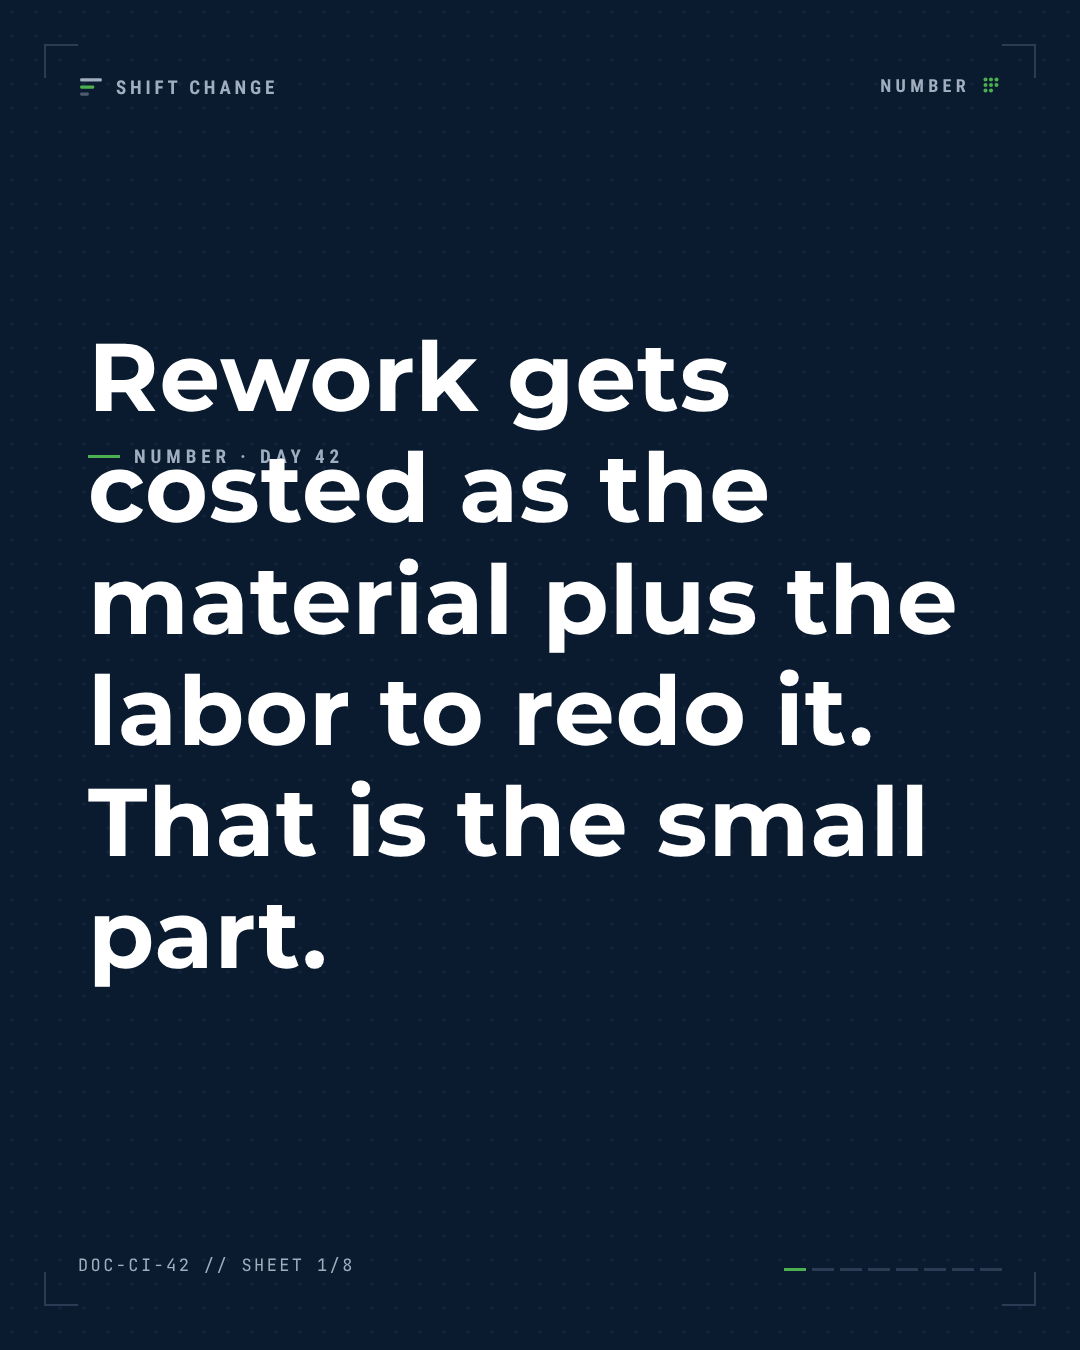 SHIFT CHANGE
NUMBER
Rework gets
NUMBER · DAY 42
costed as the
material plus the
labor to redo it.
That is the small
part.
DOC-CI-42 // SHEET 1/8